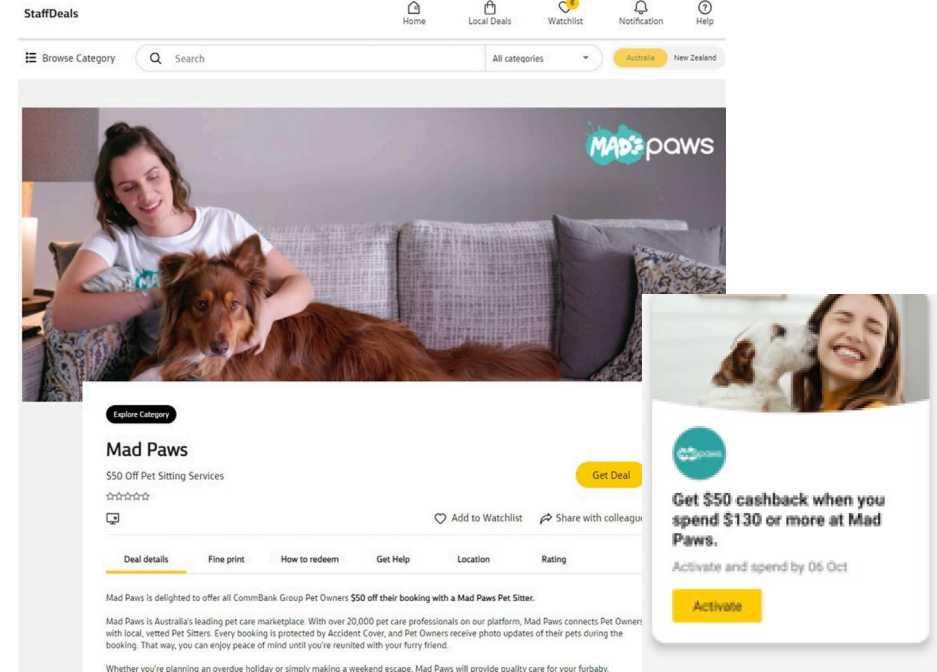 StaffDeals
Home
Local Deals
6
Watchlist
Notification
Help
Browse Category
Search
All categories
Australia
New Zealand
MAD paws
MA
Explore Category
Mad Paws
$50 Off Pet Sitting Services
Get Deal
Add to Watchlist
Share with colleagu
Deal details
Fine print
How to redeem
Get Help
Location
Rating
Mad Paws is delighted to offer all CommBank Group Pet Owners $50 off their booking with a Mad Paws Pet Sitter.
Mad Paws is Australia's leading pet care marketplace. With over 20,000 pet care professionals on our platform, Mad Paws connects Pet Owners
with local, vetted Pet Sitters. Every booking is protected by Accident Cover, and Pet Owners receive photo updates of their pets during the
booking. That way, you can enjoy peace of mind until you're reunited with your furry friend.
Whether you're planning an overdue holiday or simply making a weekend escape, Mad Paws will provide quality care for your furbaby.
MAD paws
Get $50 cashback when you
spend $130 or more at Mad
Paws.
Activate and spend by 06 Oct
Activate